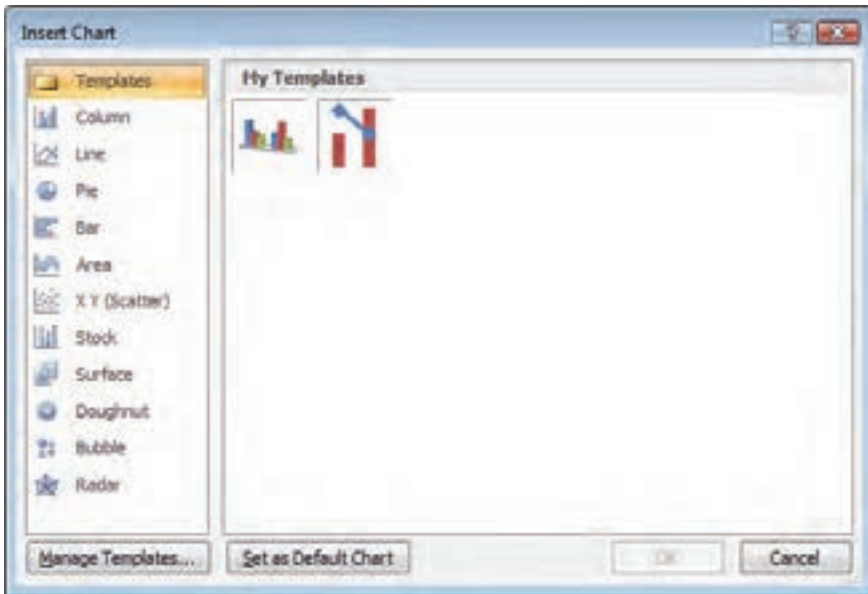 Insert Chart
Templates
Column
Line
Pie
Bar
Area
X Y (Scatter)
Stock
Surface
Doughnut
Bubble
Radar
My Templates
Manage Templates...
Set as Default Chart
OK
Cancel